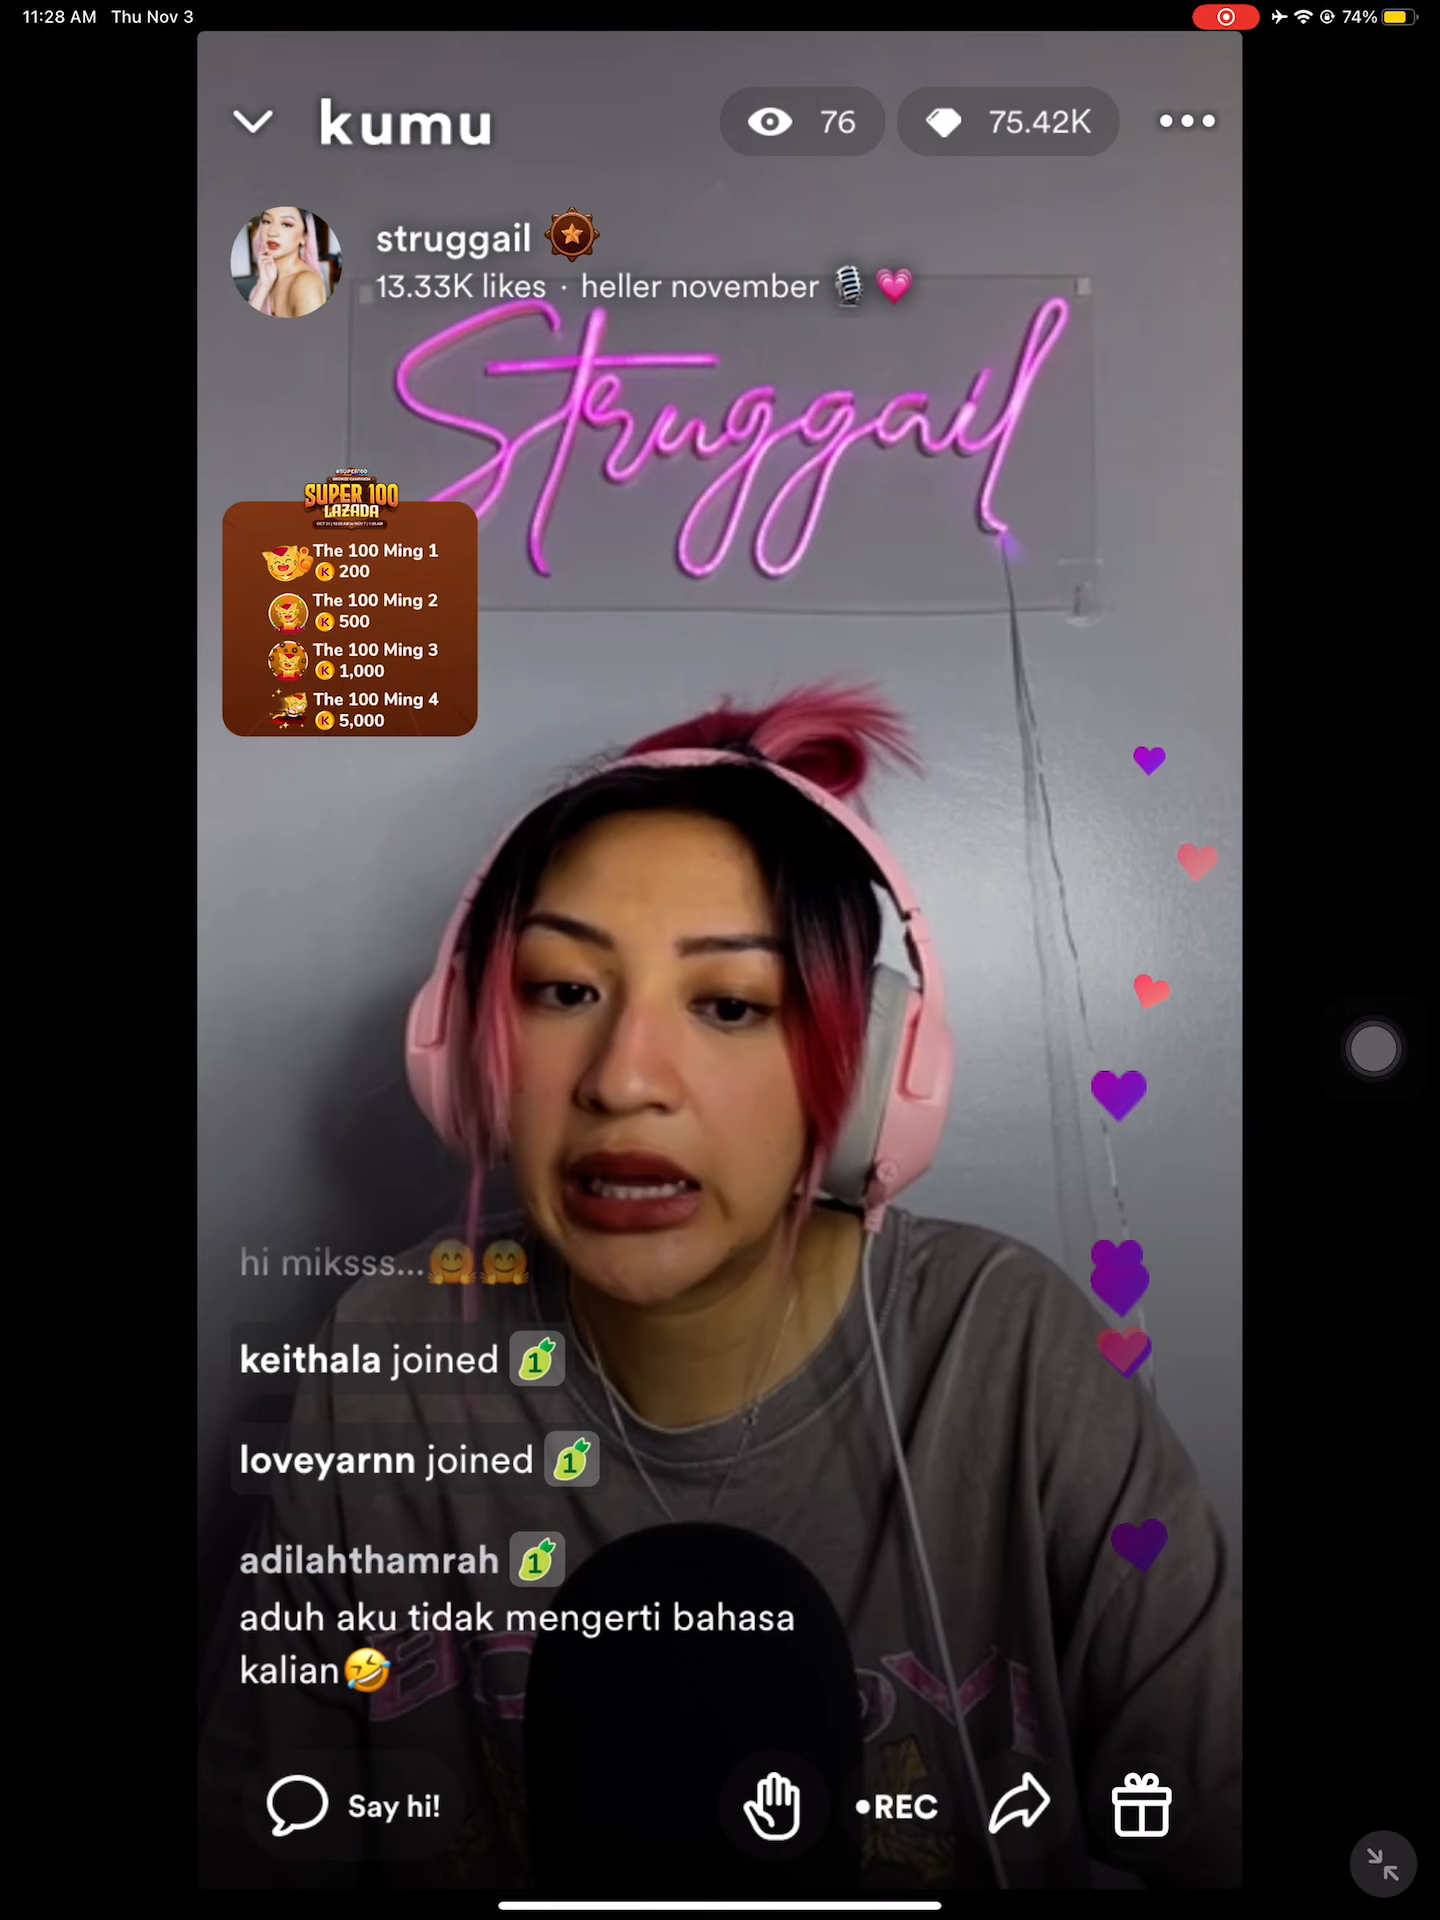 11:28 AM Thu Nov 3
74%
kumu
76
75.42K
struggail
13.33K likes · heller november 🎙️💗
Struggail
#SUPER100
BRONZE CAMPAIGN
SUPER 100
LAZADA
The 100 Ming 1
K 200
The 100 Ming 2
K 500
The 100 Ming 3
K 1,000
The 100 Ming 4
K 5,000
hi miksss...🤗🤗
keithala joined 1
loveyarnn joined 1
adilahthamrah 1
aduh aku tidak mengerti bahasa
kalian🤣
Say hi!
•REC